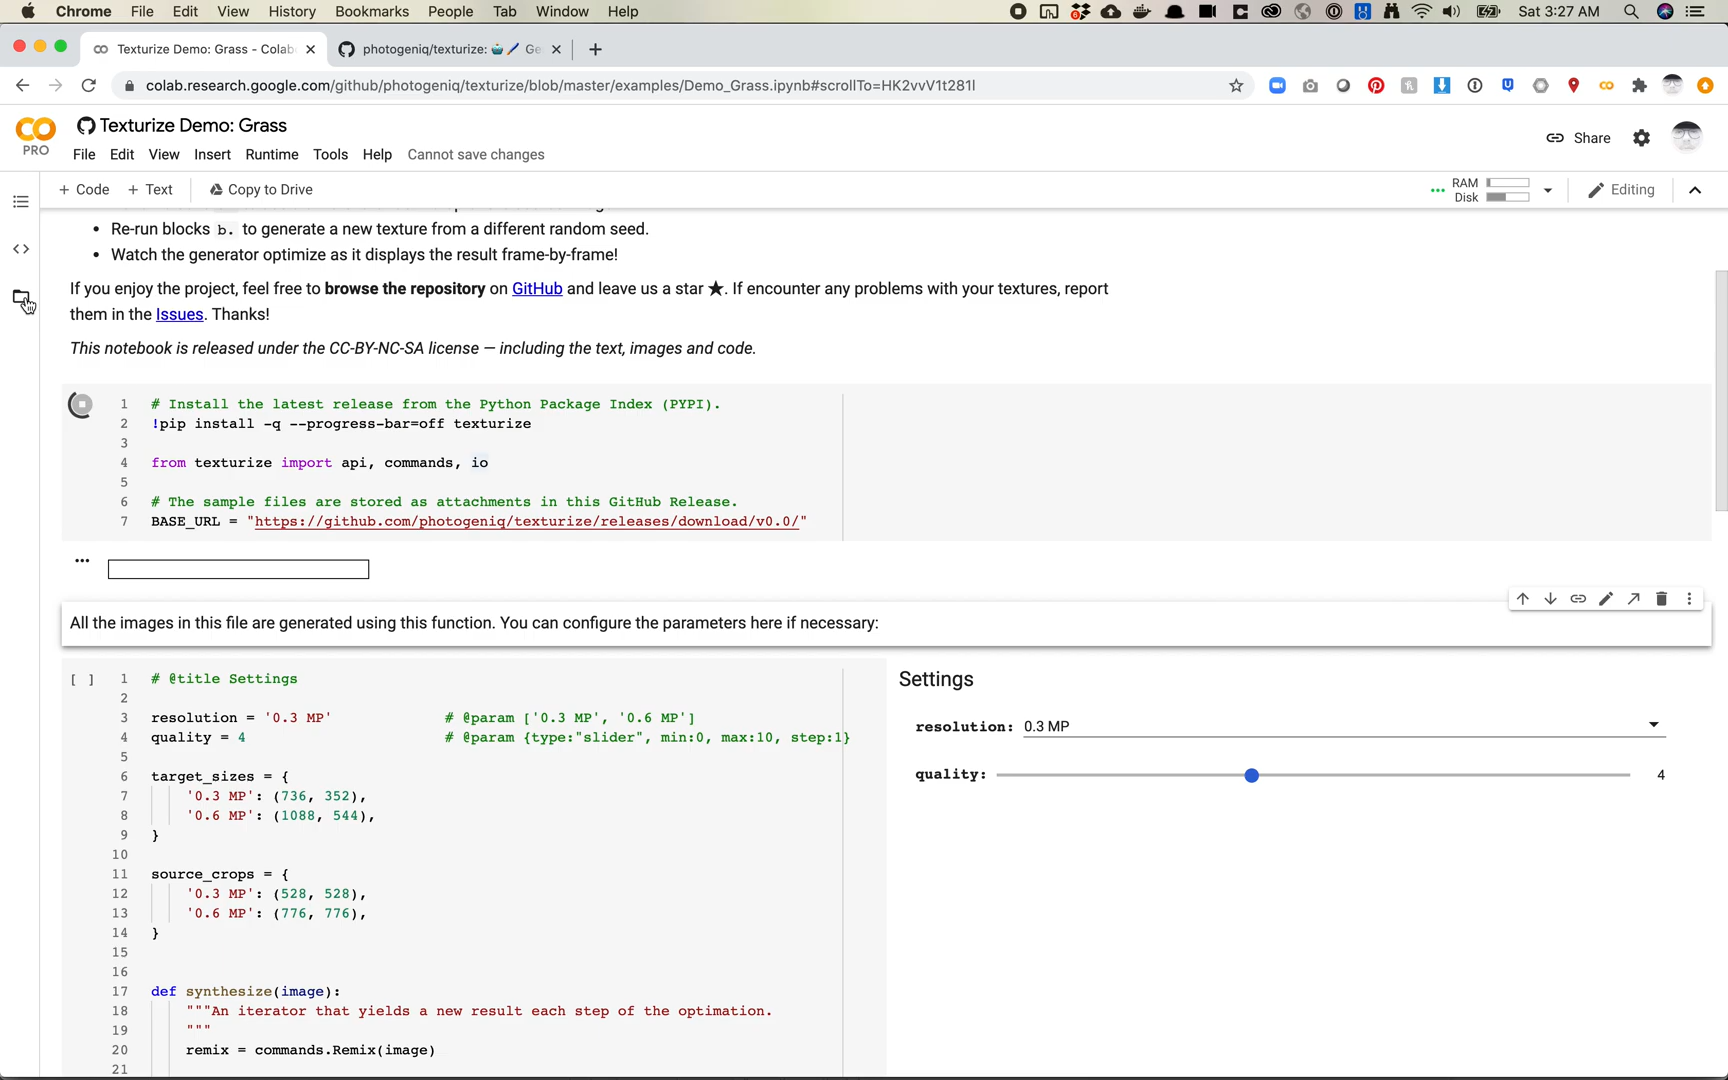 Chrome File Edit View History Bookmarks People Tab Window Help Sat 3:27 AM
Texturize Demo: Grass - Colab photogeniq/texturize: Ge
colab.research.google.com/github/photogeniq/texturize/blob/master/examples/Demo_Grass.ipynb#scrollTo=HK2vvV1t281l
PRO Texturize Demo: Grass
Share
File Edit View Insert Runtime Tools Help Cannot save changes
+ Code + Text Copy to Drive RAM Disk Editing
• Re-run blocks b. to generate a new texture from a different random seed.
• Watch the generator optimize as it displays the result frame-by-frame!
If you enjoy the project, feel free to browse the repository on GitHub and leave us a star ★. If encounter any problems with your textures, report
them in the Issues. Thanks!
This notebook is released under the CC-BY-NC-SA license — including the text, images and code.
1 # Install the latest release from the Python Package Index (PYPI).
2 !pip install -q --progress-bar=off texturize
3
4 from texturize import api, commands, io
5
6 # The sample files are stored as attachments in this GitHub Release.
7 BASE_URL = "https://github.com/photogeniq/texturize/releases/download/v0.0/"
All the images in this file are generated using this function. You can configure the parameters here if necessary:
[ ] 1 # @title Settings
2
3 resolution = '0.3 MP' # @param ['0.3 MP', '0.6 MP']
4 quality = 4 # @param {type:"slider", min:0, max:10, step:1}
5
6 target_sizes = {
7 '0.3 MP': (736, 352),
8 '0.6 MP': (1088, 544),
9 }
10
11 source_crops = {
12 '0.3 MP': (528, 528),
13 '0.6 MP': (776, 776),
14 }
15
16
17 def synthesize(image):
18 """An iterator that yields a new result each step of the optimation.
19 """
20 remix = commands.Remix(image)
21
Settings
resolution: 0.3 MP
quality: 4